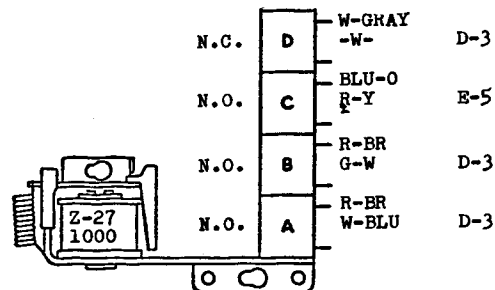 W-GRAY
N.C. D -W- D-3
BLU-O
N.O. C R-Y E-5
R-BR
N.O. B G-W D-3
R-BR
N.O. A W-BLU D-3
Z-27
1000